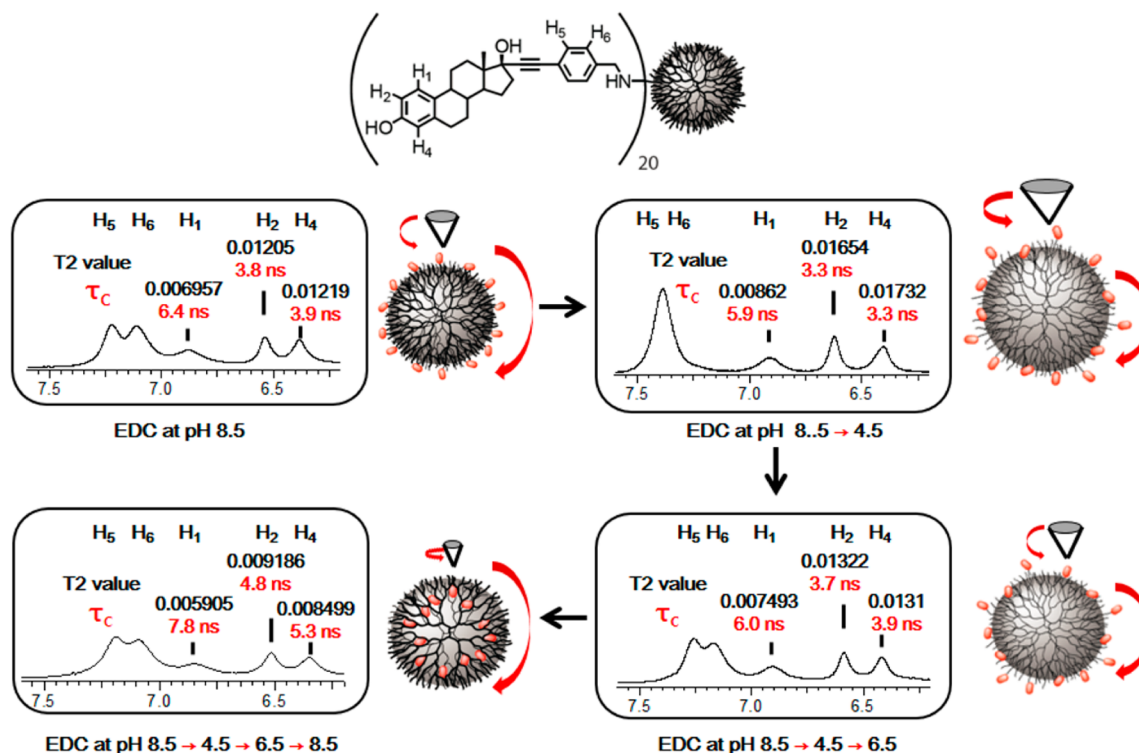 OH
H5 H6
H1
H2
HO
H4
HN
20
H5 H6 H1 H2 H4
0.01205
T2 value 3.8 ns
0.006957 0.01219
τC 6.4 ns 3.9 ns
7.5 7.0 6.5
EDC at pH 8.5
H5 H6 H1 H2 H4
0.01654
T2 value 3.3 ns
0.00862 0.01732
τC 5.9 ns 3.3 ns
7.5 7.0 6.5
EDC at pH 8..5 → 4.5
H5 H6 H1 H2 H4
0.009186
T2 value 4.8 ns
0.005905 0.008499
τC 7.8 ns 5.3 ns
7.5 7.0 6.5
EDC at pH 8.5 → 4.5 → 6.5 → 8.5
H5 H6 H1 H2 H4
0.01322
T2 value 3.7 ns
0.007493 0.0131
τC 6.0 ns 3.9 ns
7.5 7.0 6.5
EDC at pH 8.5 → 4.5 → 6.5